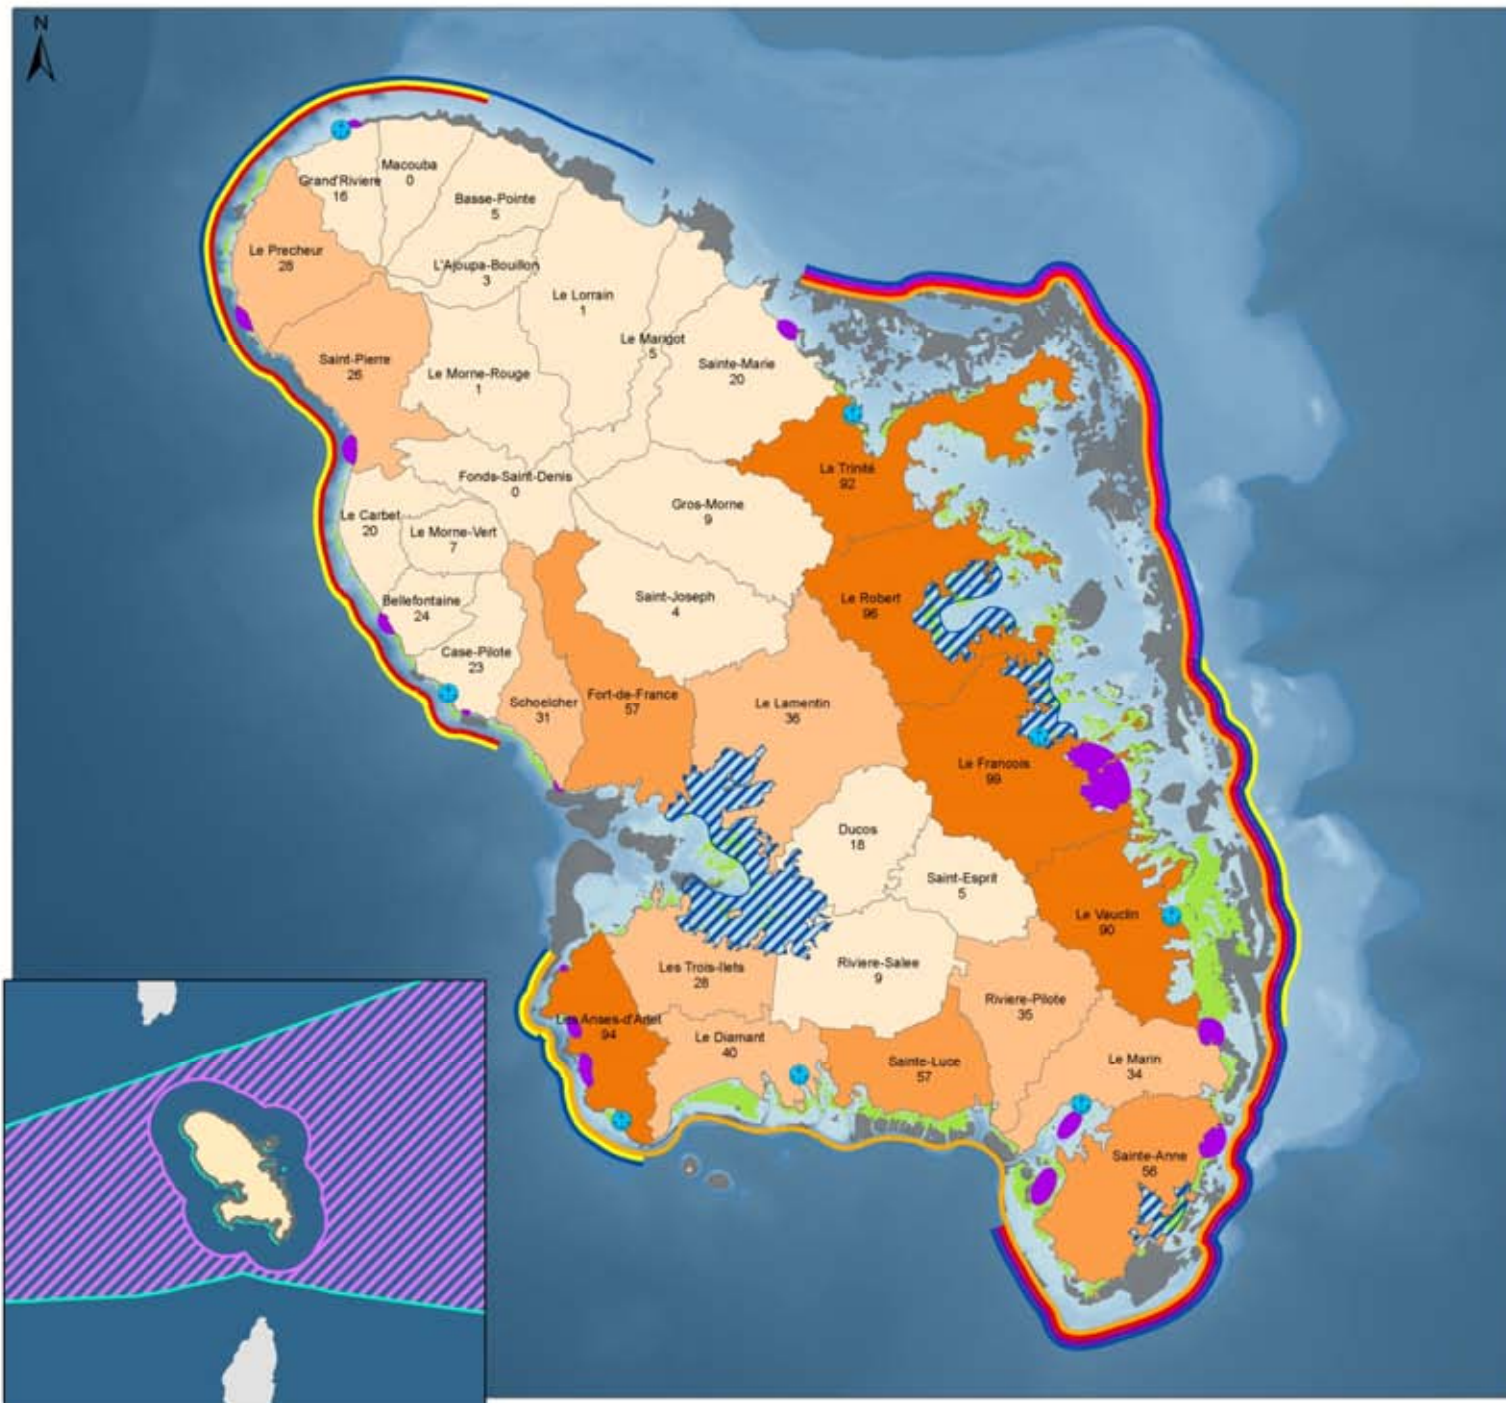 N
Macouba
0
Grand'Riviere
16
Basse-Pointe
5
Le Precheur
28
L'Ajoupa-Bouillon
3
Le Lorrain
1
Le Marigot
5
Saint-Pierre
26
Le Morne-Rouge
1
Sainte-Marie
20
La Trinité
92
Fonds-Saint-Denis
0
Gros-Morne
9
Le Carbet
20
Le Morne-Vert
7
Bellefontaine
24
Saint-Joseph
4
Le Robert
96
Case-Pilote
23
Schoelcher
31
Fort-de-France
57
Le Lamentin
36
Le Francois
99
Ducos
18
Saint-Esprit
5
Le Vauclin
90
Les Trois-Ilets
28
Riviere-Salee
9
Riviere-Pilote
35
Les Anses-d'Arlet
94
Le Diamant
40
Sainte-Luce
57
Le Marin
34
Sainte-Anne
56